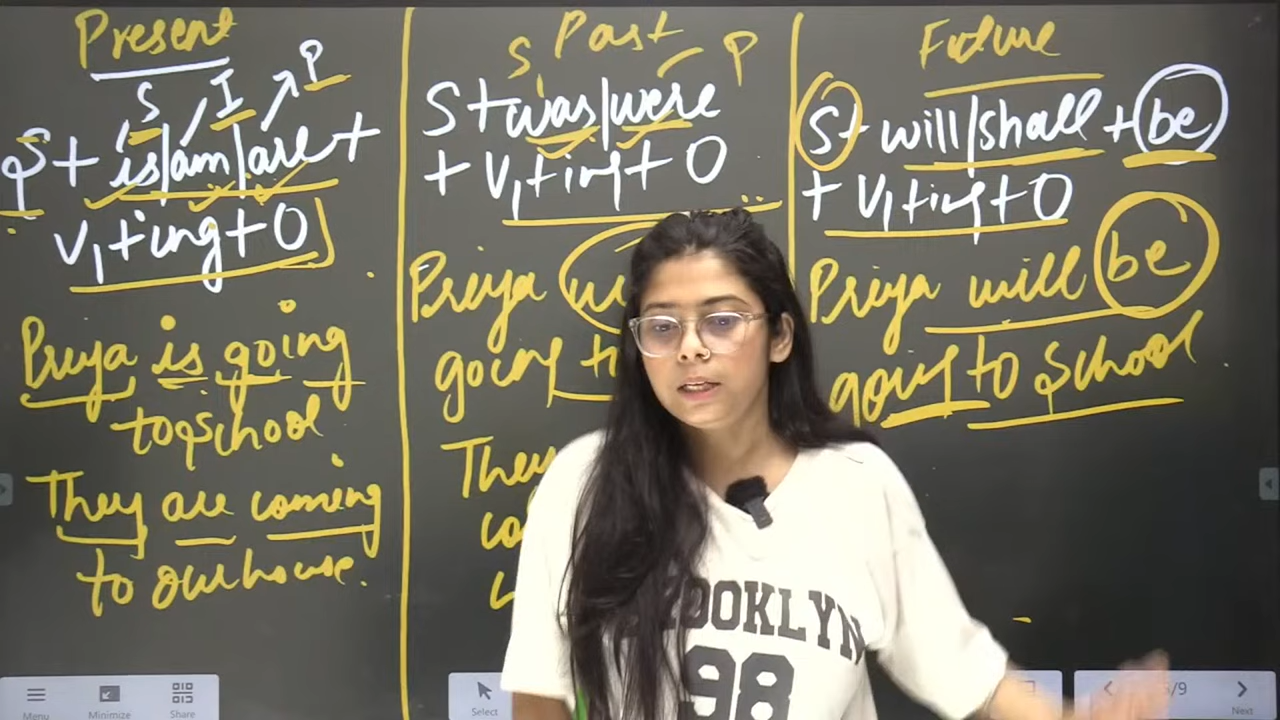 Present
S I P
S + is/am/are +
P
V1+ing+O
Priya is going
to school
They are coming
to our house.
Past
S P
S + was/were
+ V1+ing+O
Priya
going
They
Future
S+ will/shall + be
+ V1+ing+O
Priya will be
going to School
BROOKLYN
98
Menu
Minimize
Share
Select
/9
Next